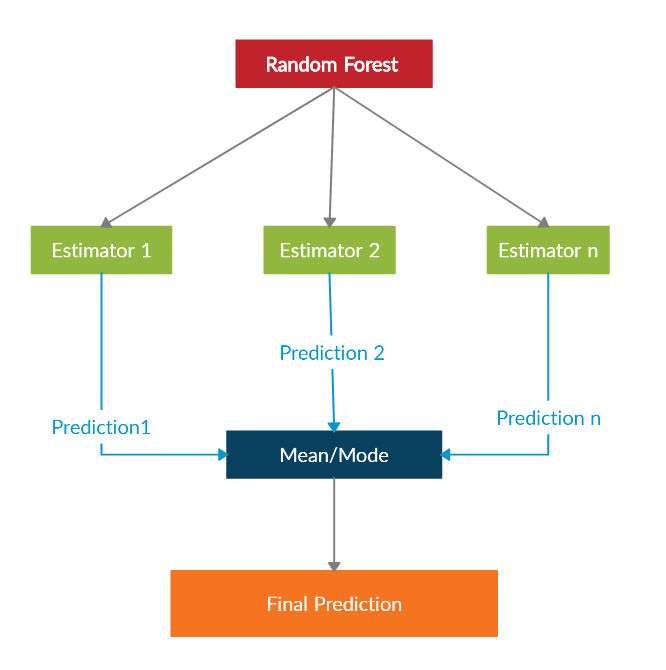 Random Forest
Estimator 1
Estimator 2
Estimator n
Prediction 2
Prediction1
Prediction n
Mean/Mode
Final Prediction